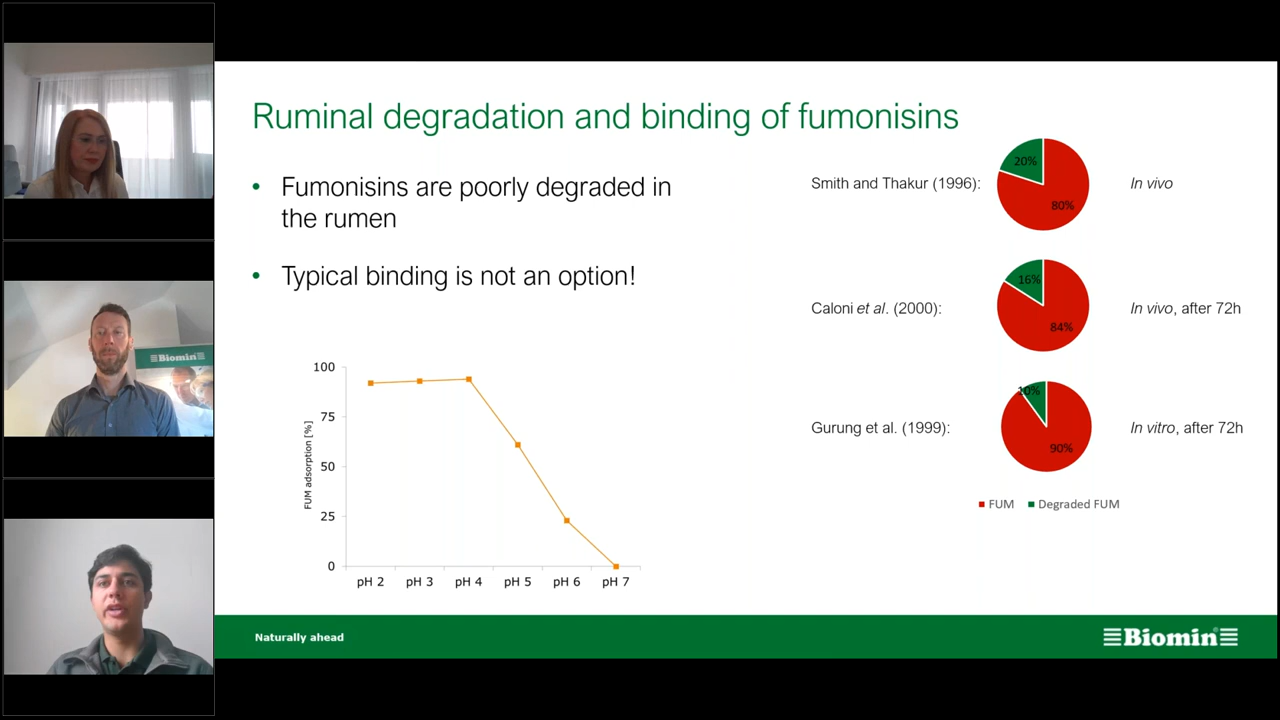 Ruminal degradation and binding of fumonisins
• Fumonisins are poorly degraded in
the rumen
• Typical binding is not an option!
100
75
50
25
0
FUM adsorption [%]
pH 2 pH 3 pH 4 pH 5 pH 6 pH 7
Smith and Thakur (1996):
20%
80%
In vivo
Caloni et al. (2000):
16%
84%
In vivo, after 72h
Gurung et al. (1999):
10%
90%
In vitro, after 72h
FUM Degraded FUM
Naturally ahead
Biomin®
Biomin